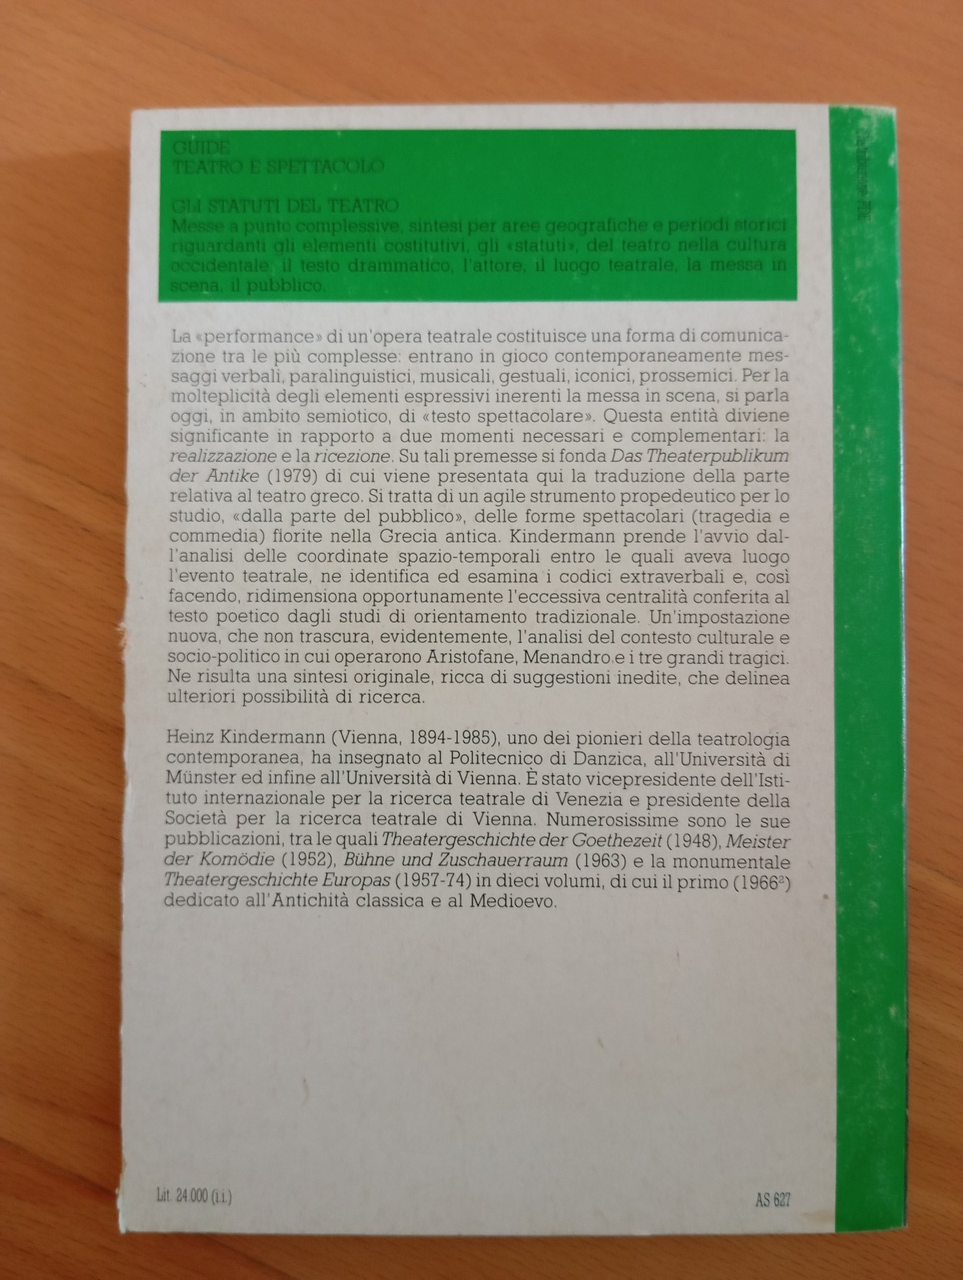 GUIDE
TEATRO E SPETTACOLO
GLI STATUTI DEL TEATRO
Messe a punto complessive, sintesi per aree geografiche e periodi storici
riguardanti gli elementi costitutivi, gli «statuti», del teatro nella cultura
occidentale: il testo drammatico, l'attore, il luogo teatrale, la messa in
scena, il pubblico.
La «performance» di un'opera teatrale costituisce una forma di comunica-
zione tra le più complesse: entrano in gioco contemporaneamente mes-
saggi verbali, paralinguistici, musicali, gestuali, iconici, prossemici. Per la
molteplicità degli elementi espressivi inerenti la messa in scena, si parla
oggi, in ambito semiotico, di «testo spettacolare». Questa entità diviene
significante in rapporto a due momenti necessari e complementari: la
realizzazione e la ricezione. Su tali premesse si fonda Das Theaterpublikum
der Antike (1979) di cui viene presentata qui la traduzione della parte
relativa al teatro greco. Si tratta di un agile strumento propedeutico per lo
studio, «dalla parte del pubblico», delle forme spettacolari (tragedia e
commedia) fiorite nella Grecia antica. Kindermann prende l'avvio dal-
l'analisi delle coordinate spazio-temporali entro le quali aveva luogo
l'evento teatrale, ne identifica ed esamina i codici extraverbali e, così
facendo, ridimensiona opportunamente l'eccessiva centralità conferita al
testo poetico dagli studi di orientamento tradizionale. Un'impostazione
nuova, che non trascura, evidentemente, l'analisi del contesto culturale e
socio-politico in cui operarono Aristofane, Menandro e i tre grandi tragici.
Ne risulta una sintesi originale, ricca di suggestioni inedite, che delinea
ulteriori possibilità di ricerca.
Heinz Kindermann (Vienna, 1894-1985), uno dei pionieri della teatrologia
contemporanea, ha insegnato al Politecnico di Danzica, all'Università di
Münster ed infine all'Università di Vienna. È stato vicepresidente dell'Isti-
tuto internazionale per la ricerca teatrale di Venezia e presidente della
Società per la ricerca teatrale di Vienna. Numerosissime sono le sue
pubblicazioni, tra le quali Theatergeschichte der Goethezeit (1948), Meister
der Komödie (1952), Bühne und Zuschauerraum (1963) e la monumentale
Theatergeschichte Europas (1957-74) in dieci volumi, di cui il primo (1966²)
dedicato all'Antichità classica e al Medioevo.
Lit. 24.000 (i.i.)
AS 627